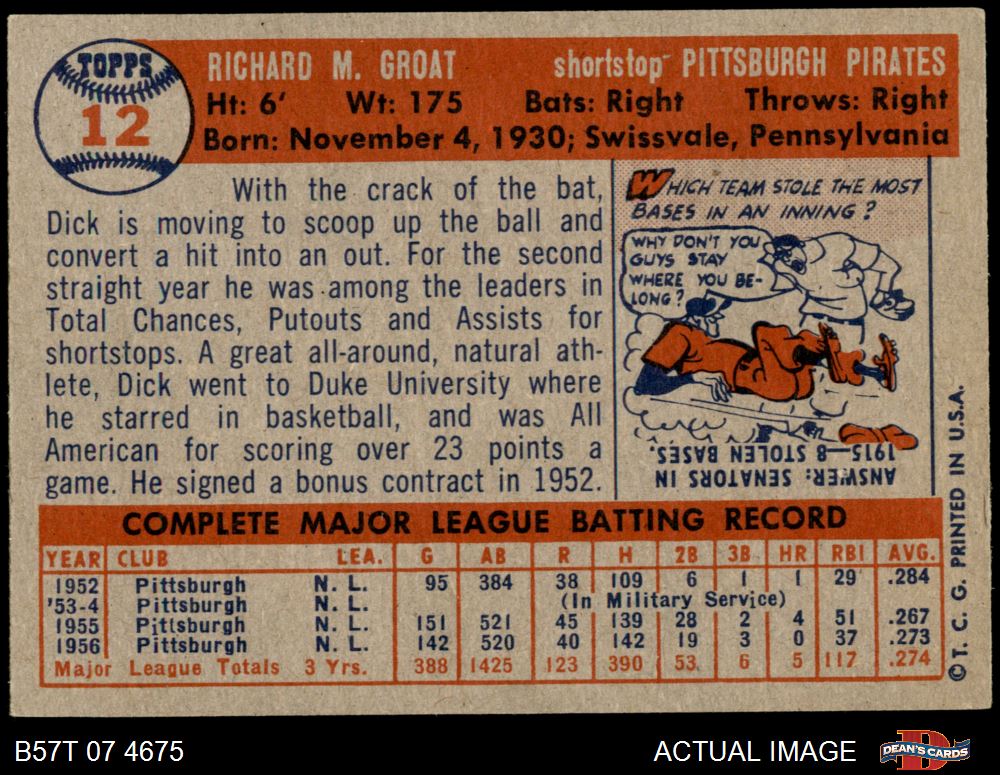 TOPPS
12
RICHARD M. GROAT shortstop PITTSBURGH PIRATES
Ht: 6' Wt: 175 Bats: Right Throws: Right
Born: November 4, 1930; Swissvale, Pennsylvania
With the crack of the bat,
Dick is moving to scoop up the ball and
convert a hit into an out. For the second
straight year he was among the leaders in
Total Chances, Putouts and Assists for
shortstops. A great all-around, natural ath-
lete, Dick went to Duke University where
he starred in basketball, and was All
American for scoring over 23 points a
game. He signed a bonus contract in 1952.
WHICH TEAM STOLE THE MOST
BASES IN AN INNING?
WHY DON'T YOU
GUYS STAY
WHERE YOU BE-
LONG?
ANSWER: SENATORS IN
1915—8 STOLEN BASES.
COMPLETE MAJOR LEAGUE BATTING RECORD
YEAR CLUB LEA. G AB R H 2B 3B HR RBI AVG.
1952 Pittsburgh N. L. 95 384 38 109 6 1 1 29 .284
'53-4 Pittsburgh N. L. (In Military Service)
1955 Pittsburgh N. L. 151 521 45 139 28 2 4 51 .267
1956 Pittsburgh N. L. 142 520 40 142 19 3 0 37 .273
Major League Totals 3 Yrs. 388 1425 123 390 53 6 5 117 .274
© T. C. G. PRINTED IN U.S.A.
B57T 07 4675 ACTUAL IMAGE
D
DEAN'S CARDS